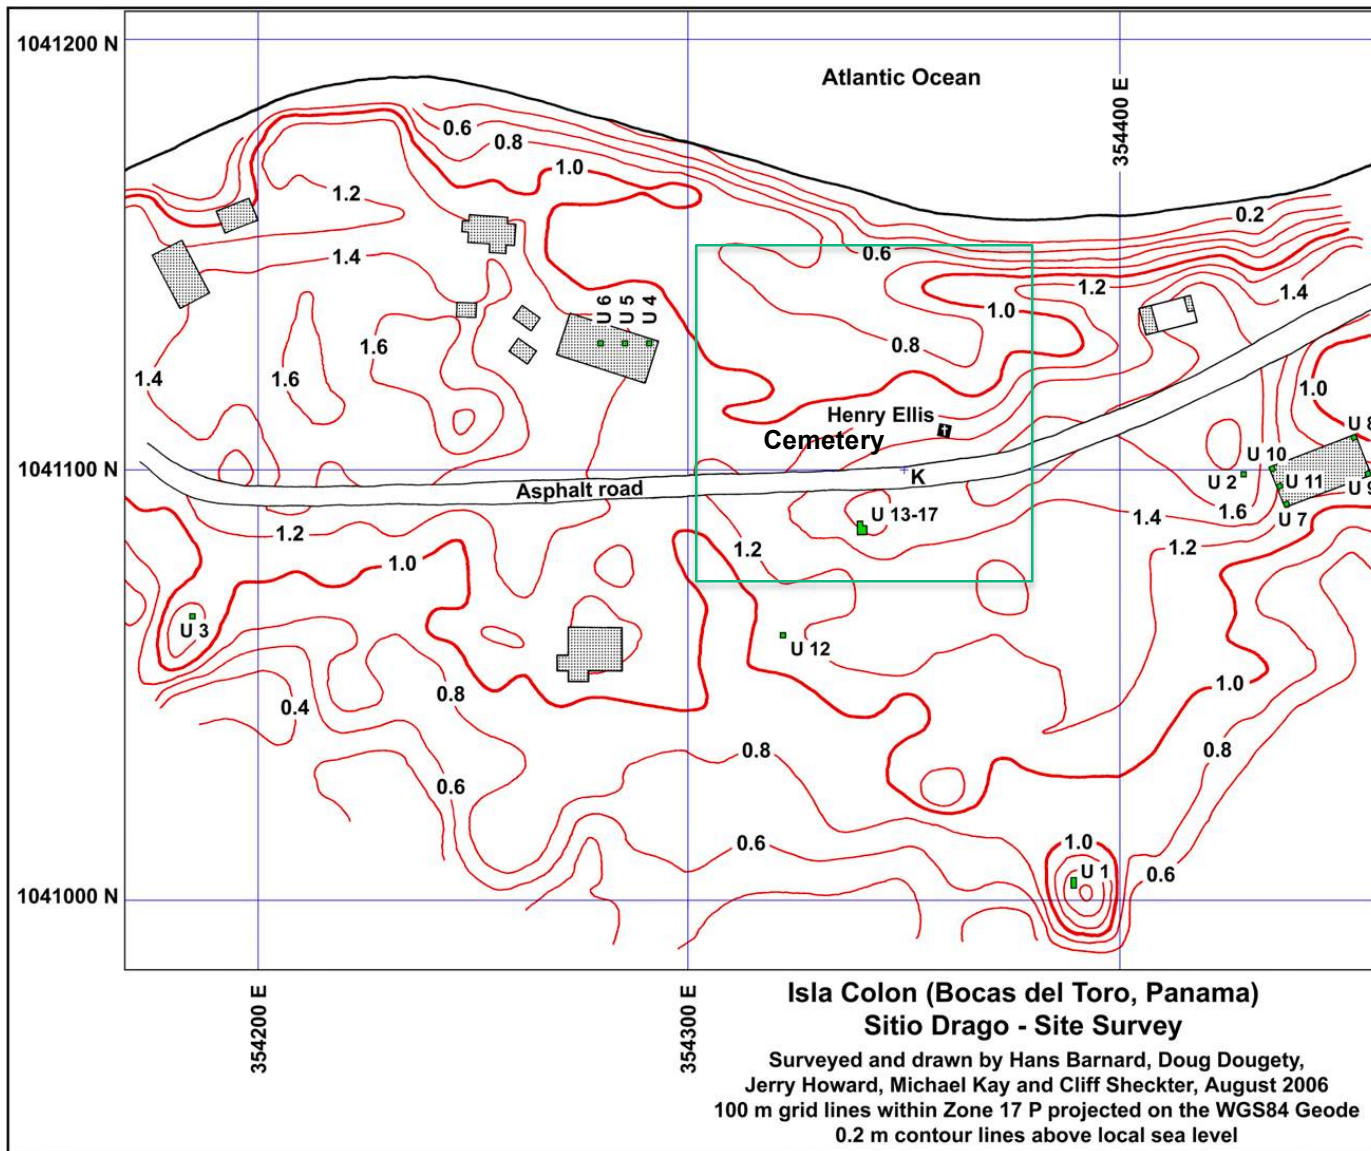 1041200 N
Atlantic Ocean
354400 E
0.6
0.8
1.0
1.2
0.2
1.4
0.6
1.2
1.4
1.0
U 6
U 5
U 4
1.6
0.8
1.4
1.6
1.0
Henry Ellis
Cemetery
U 8
U 10
1041100 N
K
U 2
U 11
U 9
Asphalt road
U 13-17
1.4
1.6
U 7
1.2
1.2
1.2
1.0
U 3
U 12
1.0
0.8
0.4
0.8
0.8
0.6
0.6
1.0
U 1
0.6
1041000 N
354200 E
354300 E
Isla Colon (Bocas del Toro, Panama)
Sitio Drago - Site Survey
Surveyed and drawn by Hans Barnard, Doug Dougety,
Jerry Howard, Michael Kay and Cliff Sheckter, August 2006
100 m grid lines within Zone 17 P projected on the WGS84 Geode
0.2 m contour lines above local sea level